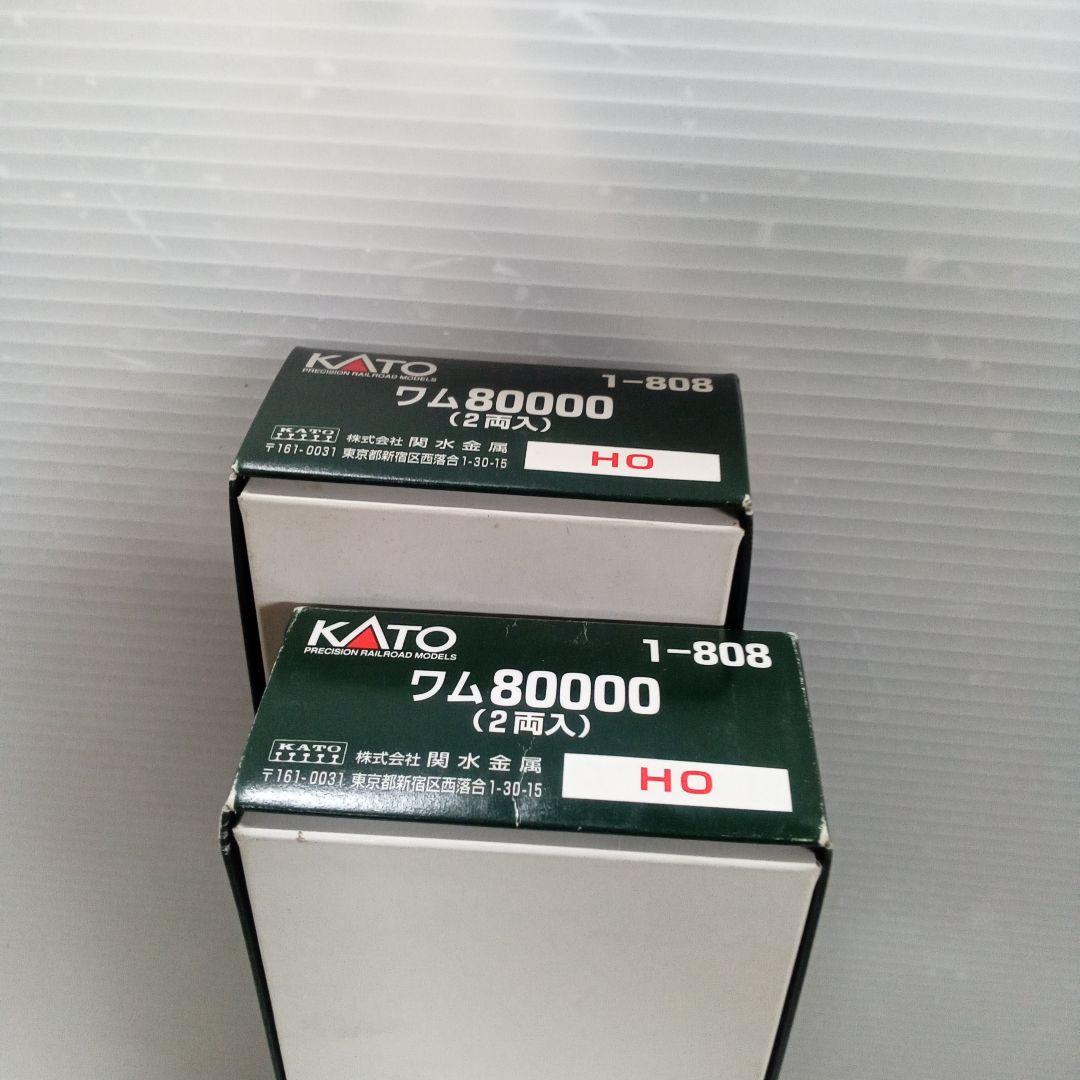 KATO
PRECISION RAILROAD MODELS
1-808
ワム80000
(2両入)
KATO
株式会社 関水金属
〒161-0031 東京都新宿区西落合1-30-15
HO
KATO
PRECISION RAILROAD MODELS
1-808
ワム80000
(2両入)
KATO
株式会社 関水金属
〒161-0031 東京都新宿区西落合1-30-15
HO